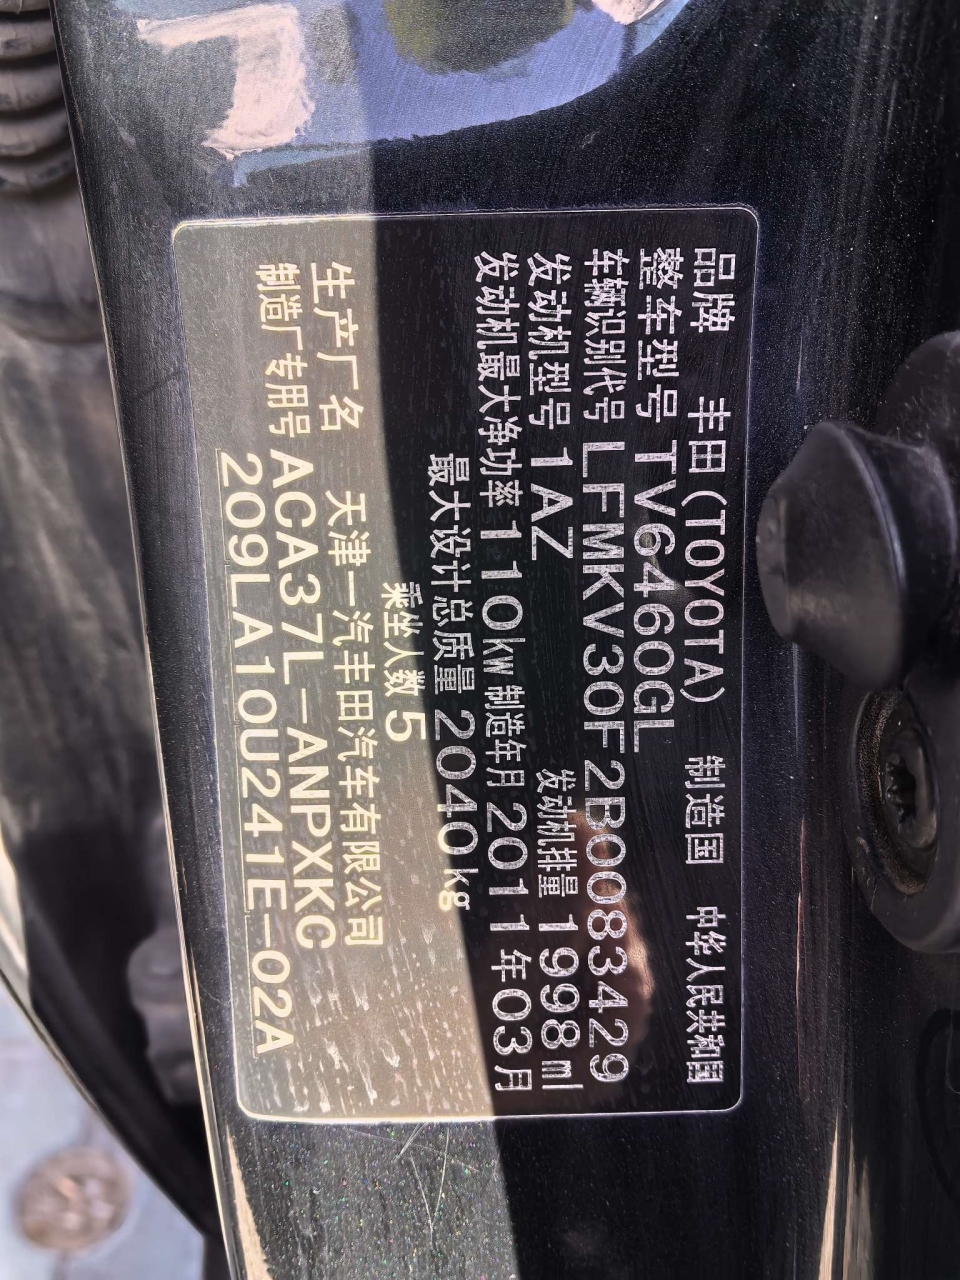 品牌 丰田(TOYOTA) 制造国 中华人民共和国
整车型号 TV6460GL
车辆识别代号 LFMKV30F2B0083429
发动机型号 1AZ 发动机排量 1998ml
发动机最大净功率 110kW 制造年月 2011年03月
最大设计总质量 2040kg
乘坐人数 5
生产厂名 天津一汽丰田汽车有限公司
制造厂专用号 ACA37L-ANPXKC
209LA10U241E-02A